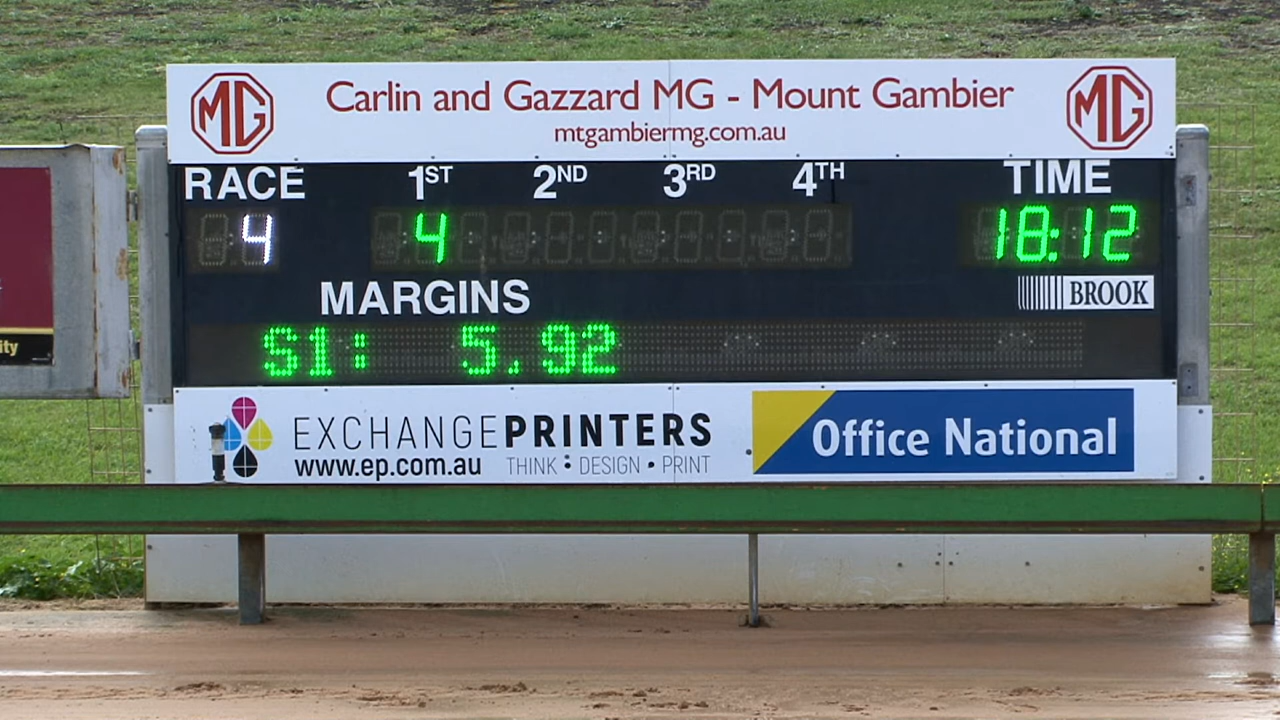 MG Carlin and Gazzard MG - Mount Gambier MG
mtgambiermg.com.au
RACE 1ST 2ND 3RD 4TH TIME
4 4 18:12
MARGINS BROOK
S1: 5.92
ity
EXCHANGEPRINTERS Office National
www.ep.com.au THINK • DESIGN • PRINT